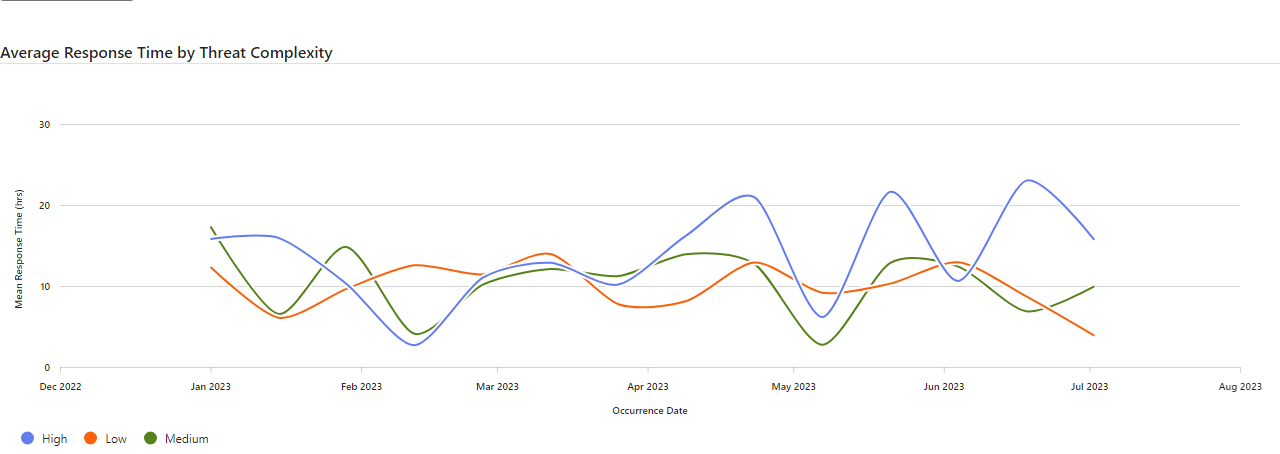 Average Response Time by Threat Complexity
30
20
10
0
Mean Response Time (hrs)
Dec 2022 Jan 2023 Feb 2023 Mar 2023 Apr 2023 May 2023 Jun 2023 Jul 2023 Aug 2023
Occurrence Date
High Low Medium